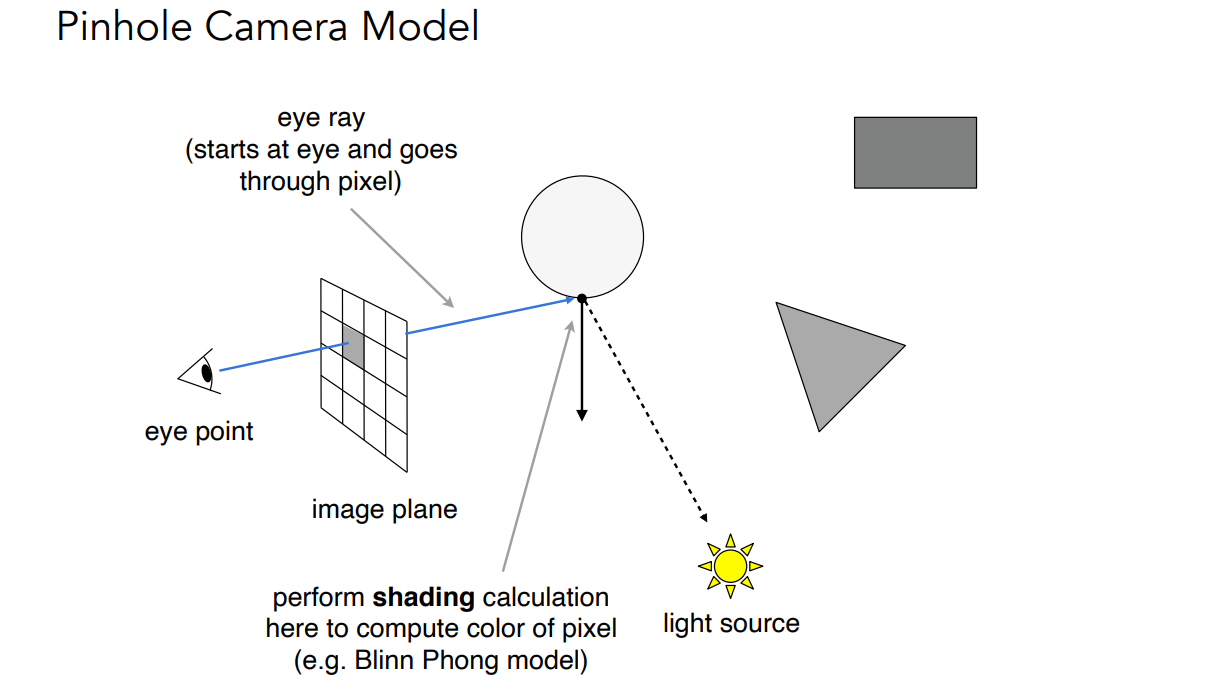 Pinhole Camera Model
eye ray
(starts at eye and goes
through pixel)
eye point
image plane
perform shading calculation
here to compute color of pixel
(e.g. Blinn Phong model)
light source